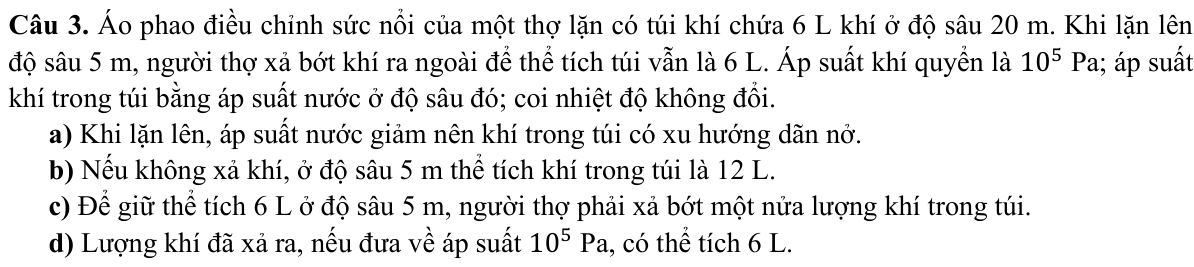 Câu 3. Áo phao điều chỉnh sức nổi của một thợ lặn có túi khí chứa 6 L khí ở độ sâu 20 m. Khi lặn lên
độ sâu 5 m, người thợ xả bớt khí ra ngoài để thể tích túi vẫn là 6 L. Áp suất khí quyển là 10⁵ Pa; áp suất
khí trong túi bằng áp suất nước ở độ sâu đó; coi nhiệt độ không đổi.
a) Khi lặn lên, áp suất nước giảm nên khí trong túi có xu hướng dãn nở.
b) Nếu không xả khí, ở độ sâu 5 m thể tích khí trong túi là 12 L.
c) Để giữ thể tích 6 L ở độ sâu 5 m, người thợ phải xả bớt một nửa lượng khí trong túi.
d) Lượng khí đã xả ra, nếu đưa về áp suất 10⁵ Pa, có thể tích 6 L.